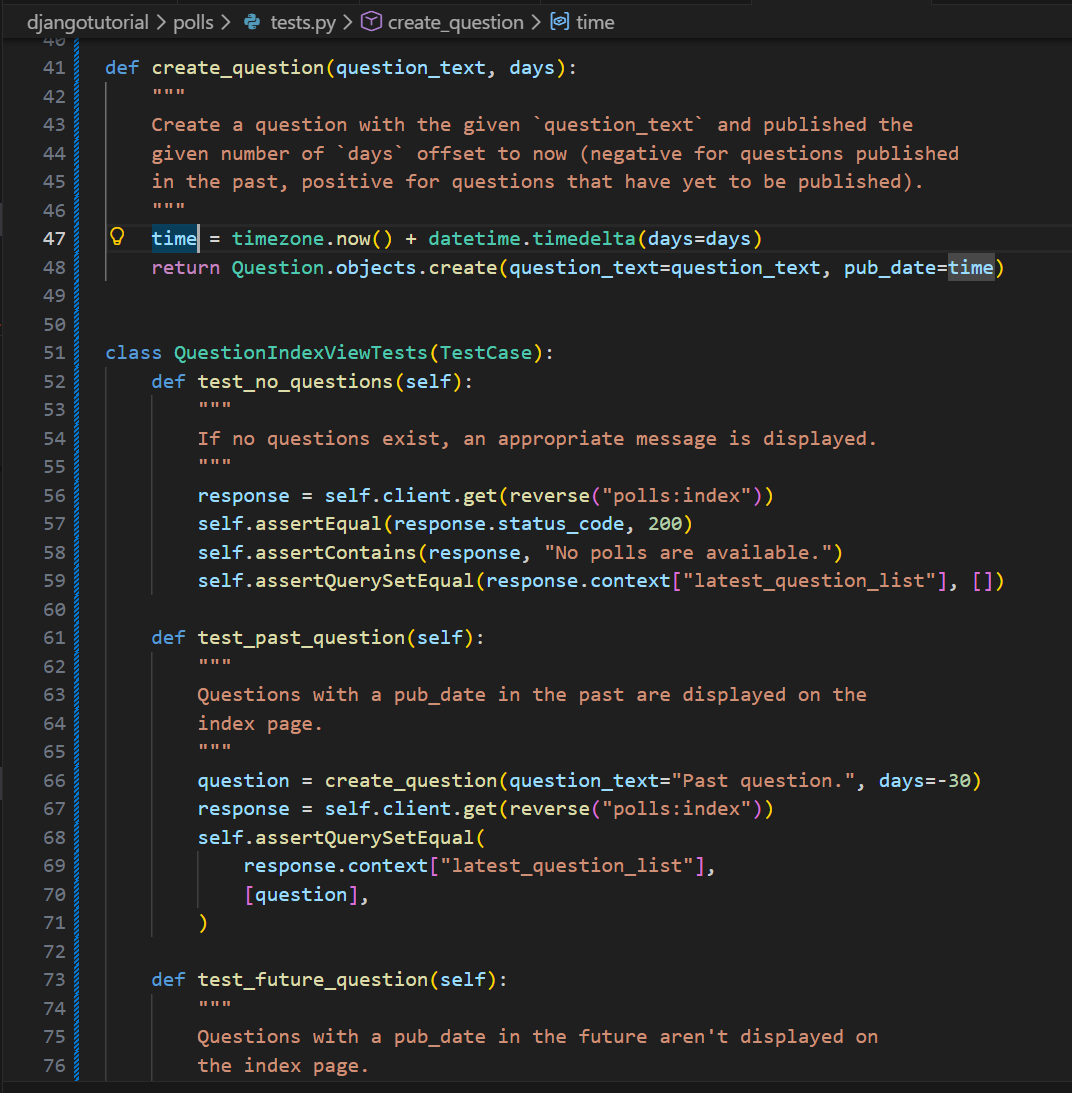 djangotutorial > polls > tests.py > create_question > time
40
41 def create_question(question_text, days):
42 """
43 Create a question with the given `question_text` and published the
44 given number of `days` offset to now (negative for questions published
45 in the past, positive for questions that have yet to be published).
46 """
47 time = timezone.now() + datetime.timedelta(days=days)
48 return Question.objects.create(question_text=question_text, pub_date=time)
49
50
51 class QuestionIndexViewTests(TestCase):
52 def test_no_questions(self):
53 """
54 If no questions exist, an appropriate message is displayed.
55 """
56 response = self.client.get(reverse("polls:index"))
57 self.assertEqual(response.status_code, 200)
58 self.assertContains(response, "No polls are available.")
59 self.assertQuerySetEqual(response.context["latest_question_list"], [])
60
61 def test_past_question(self):
62 """
63 Questions with a pub_date in the past are displayed on the
64 index page.
65 """
66 question = create_question(question_text="Past question.", days=-30)
67 response = self.client.get(reverse("polls:index"))
68 self.assertQuerySetEqual(
69 response.context["latest_question_list"],
70 [question],
71 )
72
73 def test_future_question(self):
74 """
75 Questions with a pub_date in the future aren't displayed on
76 the index page.